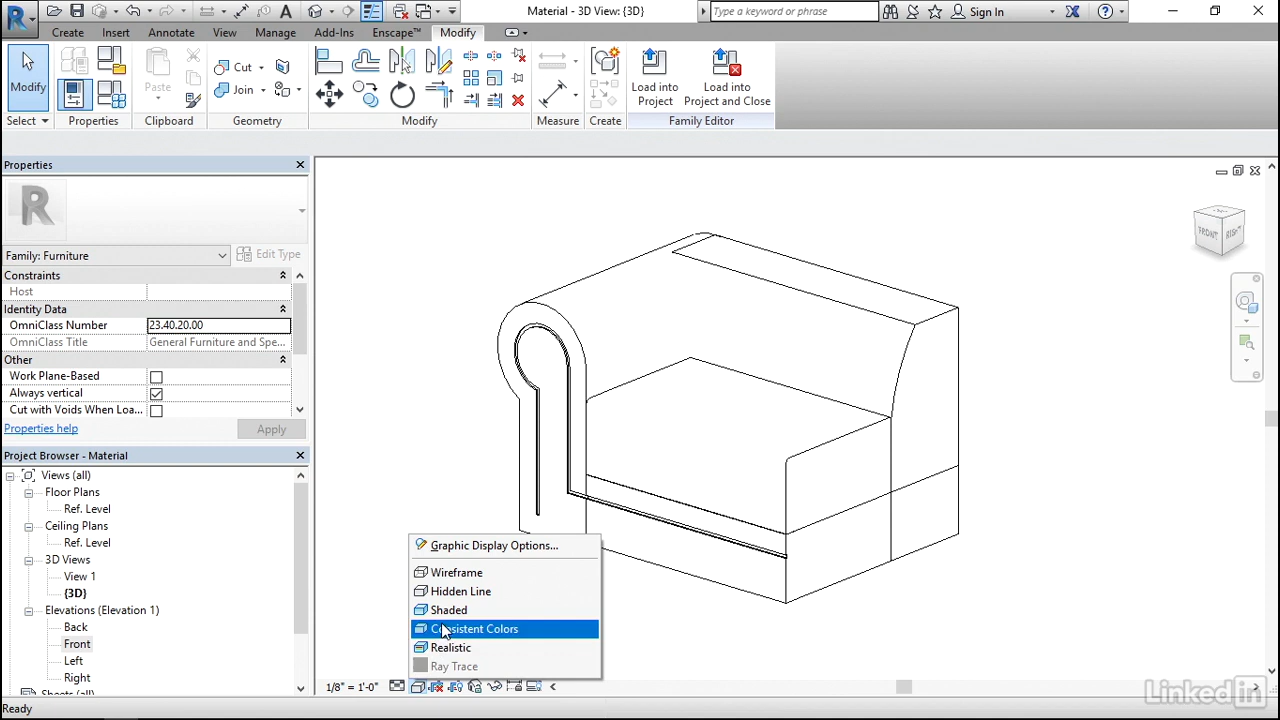 Material - 3D View: {3D}
Type a keyword or phrase
Sign In
Create Insert Annotate View Manage Add-Ins Enscape™ Modify
Modify
Paste
Cut
Join
Load into
Project
Load into
Project and Close
Select Properties Clipboard Geometry Modify Measure Create Family Editor
Properties
R
Family: Furniture
Edit Type
Constraints
Host
Identity Data
OmniClass Number 23.40.20.00
OmniClass Title General Furniture and Spe...
Other
Work Plane-Based
Always vertical
Cut with Voids When Loa...
Properties help
Apply
Project Browser - Material
Views (all)
Floor Plans
Ref. Level
Ceiling Plans
Ref. Level
3D Views
View 1
{3D}
Elevations (Elevation 1)
Back
Front
Left
Right
Sheets (all)
FRONT RIGHT
Graphic Display Options...
Wireframe
Hidden Line
Shaded
Consistent Colors
Realistic
Ray Trace
1/8" = 1'-0"
Ready
LinkedIn